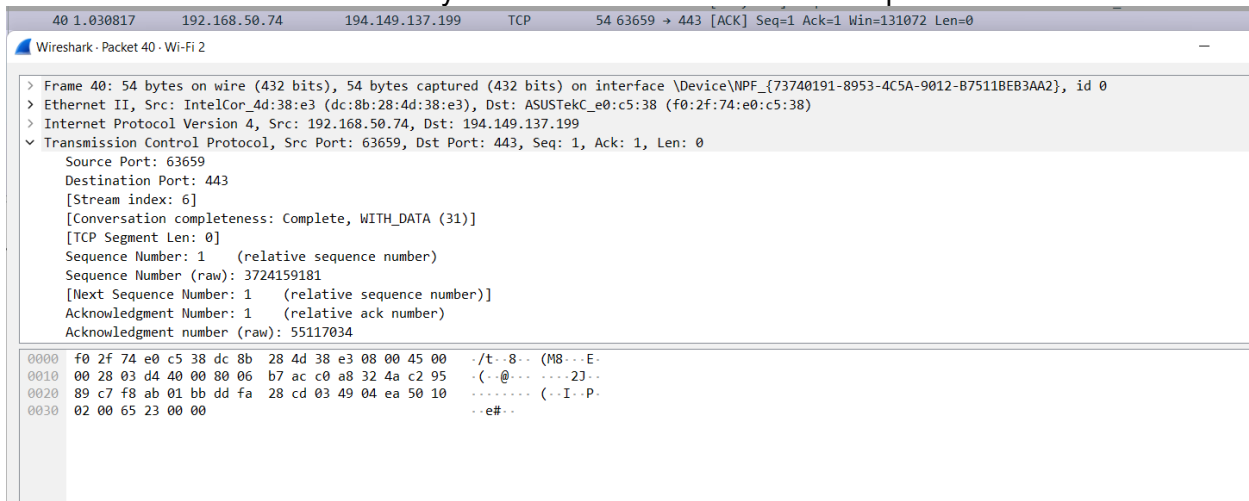 40 1.030817 192.168.50.74 194.149.137.199 TCP 54 63659 → 443 [ACK] Seq=1 Ack=1 Win=131072 Len=0
Wireshark · Packet 40 · Wi-Fi 2
> Frame 40: 54 bytes on wire (432 bits), 54 bytes captured (432 bits) on interface \Device\NPF_{73740191-8953-4C5A-9012-B7511BEB3AA2}, id 0
> Ethernet II, Src: IntelCor_4d:38:e3 (dc:8b:28:4d:38:e3), Dst: ASUSTekC_e0:c5:38 (f0:2f:74:e0:c5:38)
> Internet Protocol Version 4, Src: 192.168.50.74, Dst: 194.149.137.199
Transmission Control Protocol, Src Port: 63659, Dst Port: 443, Seq: 1, Ack: 1, Len: 0
Source Port: 63659
Destination Port: 443
[Stream index: 6]
[Conversation completeness: Complete, WITH_DATA (31)]
[TCP Segment Len: 0]
Sequence Number: 1 (relative sequence number)
Sequence Number (raw): 3724159181
[Next Sequence Number: 1 (relative sequence number)]
Acknowledgment Number: 1 (relative ack number)
Acknowledgment number (raw): 55117034
0000 f0 2f 74 e0 c5 38 dc 8b 28 4d 38 e3 08 00 45 00 ·/t··8·· (M8···E·
0010 00 28 03 d4 40 00 80 06 b7 ac c0 a8 32 4a c2 95 ·(··@··· ····2J··
0020 89 c7 f8 ab 01 bb dd fa 28 cd 03 49 04 ea 50 10 ········ (··I··P·
0030 02 00 65 23 00 00 ··e#··